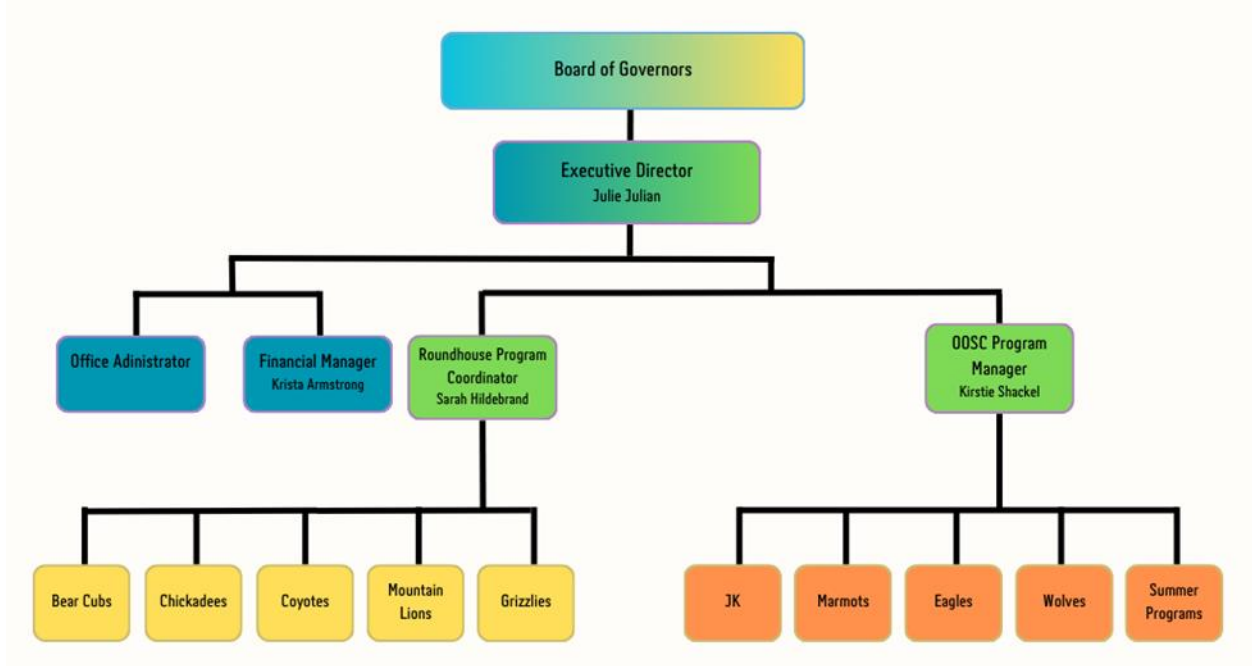 Board of Governors
Executive Director
Julie Julian
Office Adinistrator
Financial Manager
Krista Armstrong
Roundhouse Program
Coordinator
Sarah Hildebrand
OOSC Program
Manager
Kirstie Shackel
Bear Cubs
Chickadees
Coyotes
Mountain
Lions
Grizzlies
JK
Marmots
Eagles
Wolves
Summer
Programs